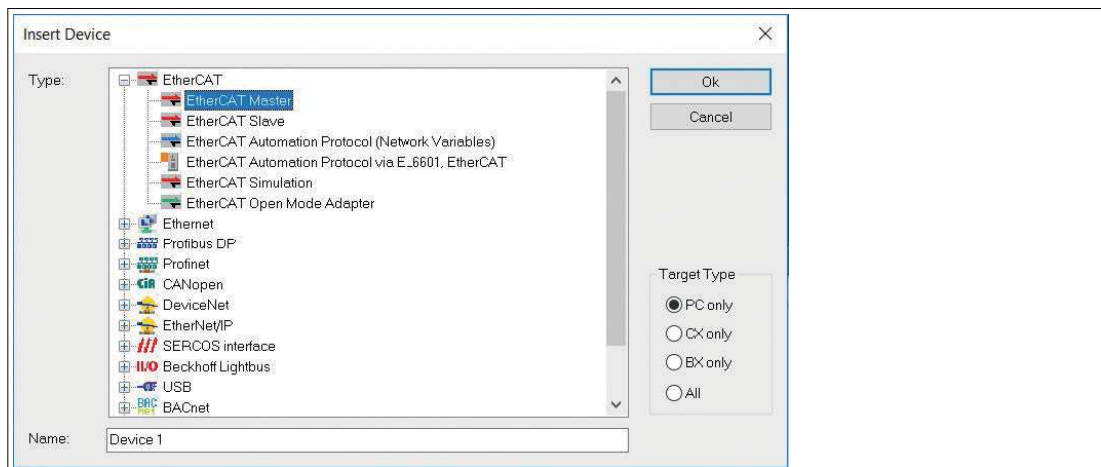 Insert Device
Type:
EtherCAT
EtherCAT Master
EtherCAT Slave
EtherCAT Automation Protocol (Network Variables)
EtherCAT Automation Protocol via E_6601, EtherCAT
EtherCAT Simulation
EtherCAT Open Mode Adapter
Ethernet
Profibus DP
Profinet
CiA CANopen
DeviceNet
EtherNet/IP
SERCOS interface
II/O Beckhoff Lightbus
USB
BACnet
Ok
Cancel
Target Type
PC only
CX only
BX only
All
Name:
Device 1